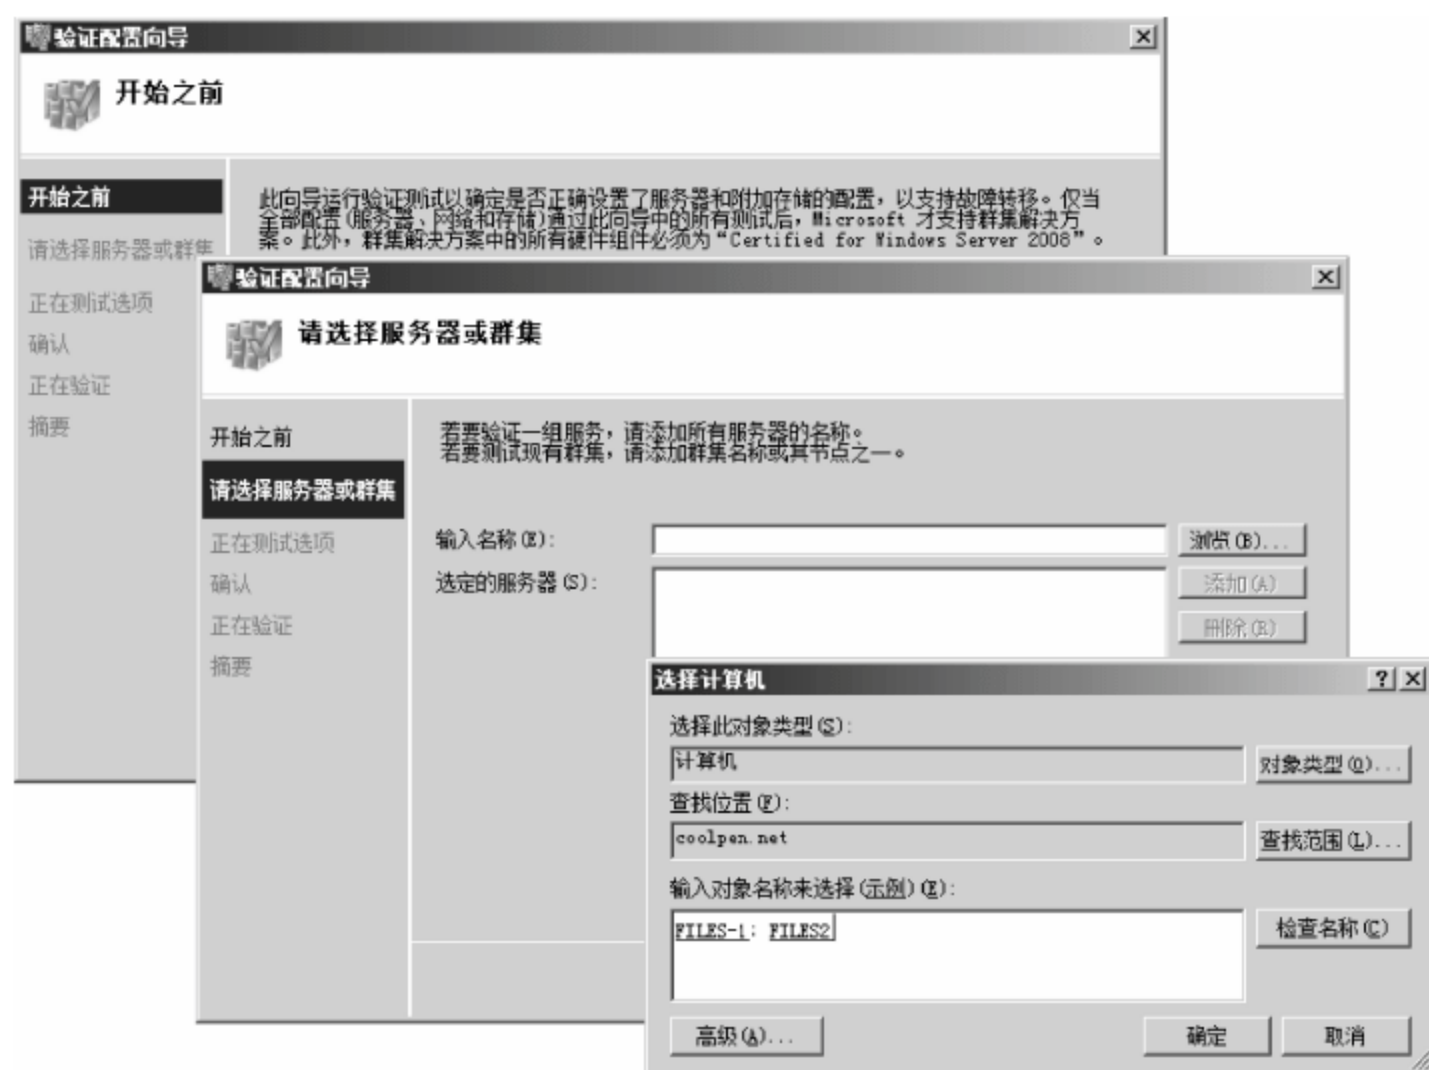 验证配置向导
开始之前
开始之前
请选择服务器或群集
正在测试选项
确认
正在验证
摘要
此向导运行验证测试以确定是否正确设置了服务器和附加存储的配置，以支持故障转移。仅当
全部配置(服务器、网络和存储)通过此向导中的所有测试后，Microsoft 才支持群集解决方
案。此外，群集解决方案中的所有硬件组件必须为“Certified for Windows Server 2008”。
验证配置向导
请选择服务器或群集
开始之前
请选择服务器或群集
正在测试选项
确认
正在验证
摘要
若要验证一组服务，请添加所有服务器的名称。
若要测试现有群集，请添加群集名称或其节点之一。
输入名称(E)：
浏览(B)...
选定的服务器(S)：
添加(A)
删除(R)
选择计算机
选择此对象类型(S)：
计算机
对象类型(O)...
查找位置(F)：
coolpen.net
查找范围(L)...
输入对象名称来选择(示例)(E)：
FILES-1; FILES2
检查名称(C)
高级(A)...
确定
取消